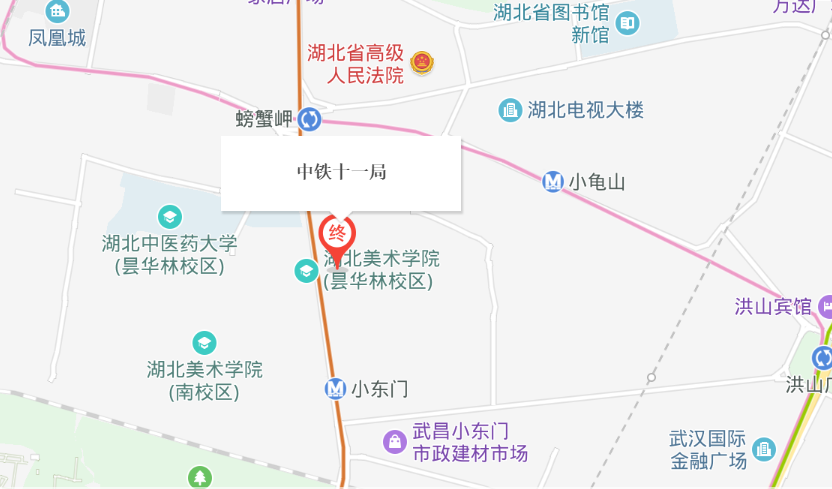 湖北省图书馆
新馆
凤凰城
湖北省高级
人民法院
湖北电视大楼
螃蟹岬
中铁十一局
小龟山
终
湖北中医药大学
(昙华林校区)
湖北美术学院
(昙华林校区)
洪山宾馆
湖北美术学院
(南校区)
小东门
洪山广
武昌小东门
市政建材市场
武汉国际
金融广场